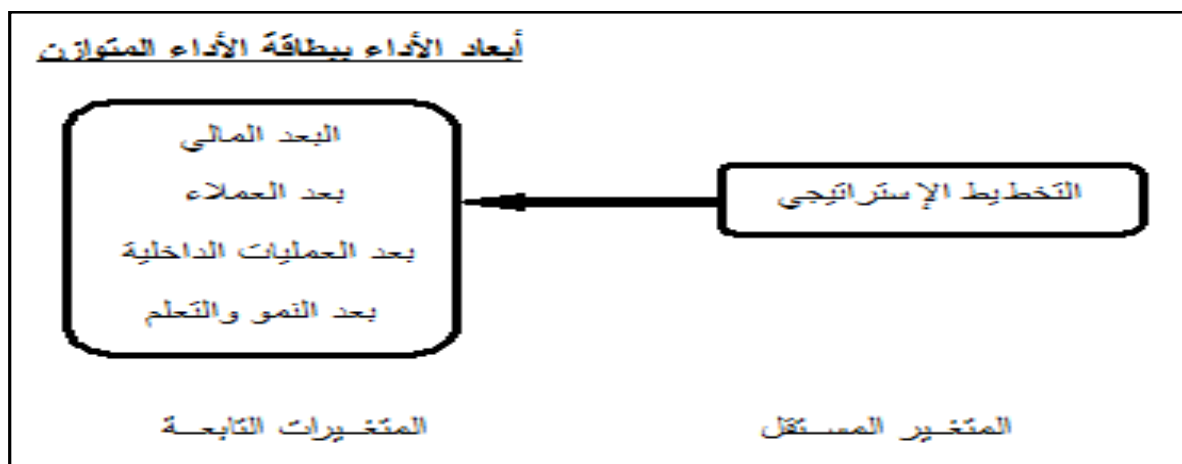 أبعاد الأداء ببطاقة الأداء المتوازن
التخطيط الإستراتيجي
البعد المالي
بعد العملاء
بعد العمليات الداخلية
بعد النمو والتعلم
المتغير المستقل
المتغيرات التابعة